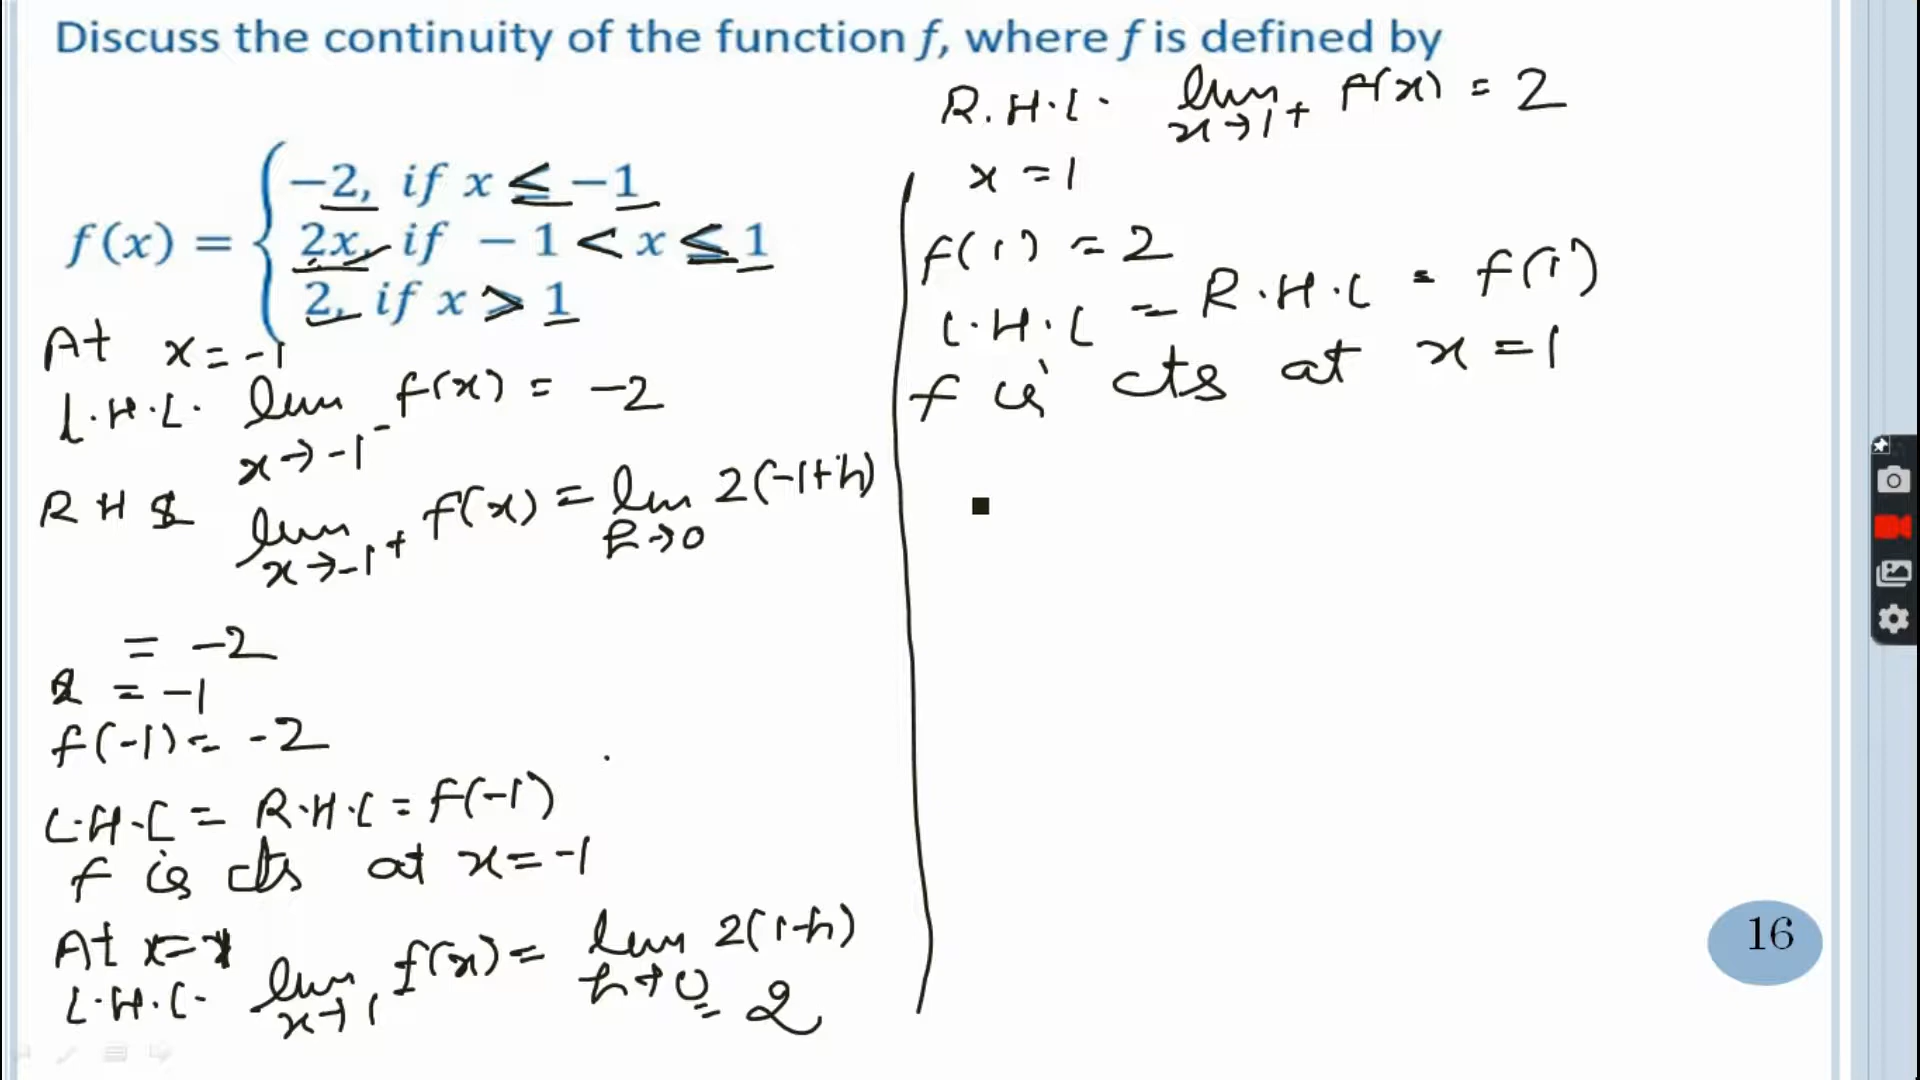 Discuss the continuity of the function f, where f is defined by
f(x) = { −2, if x ≤ −1
2x, if −1 < x ≤ 1
2, if x > 1
At x = -1
L.H.L. lim x→-1⁻ f(x) = -2
R H L lim x→-1⁺ f(x) = lim h→0 2(-1+h)
= -2
x = -1
f(-1) = -2
L.H.L = R.H.L = f(-1)
f is cts at x = -1
At x = 1
L.H.L. lim x→1 f(x) = lim h→0 2(1-h)
= 2
R.H.L. lim x→1⁺ f(x) = 2
x = 1
f(1) = 2
L.H.L = R.H.L = f(1)
f is cts at x = 1
16